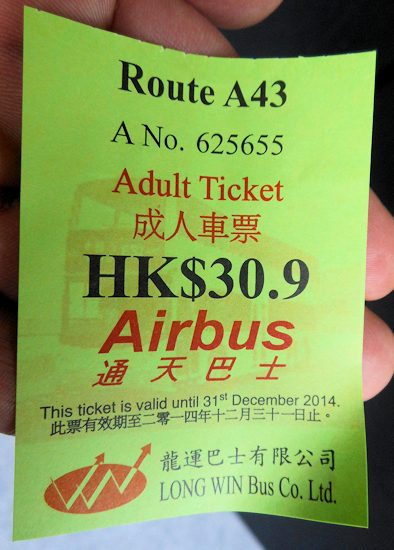 Route A43
A No. 625655
Adult Ticket
成人車票
HK$30.9
Airbus
通天巴士
This ticket is valid until 31st December 2014.
此票有效期至二零一四年十二月三十一日止。
龍運巴士有限公司
LONG WIN Bus Co. Ltd.